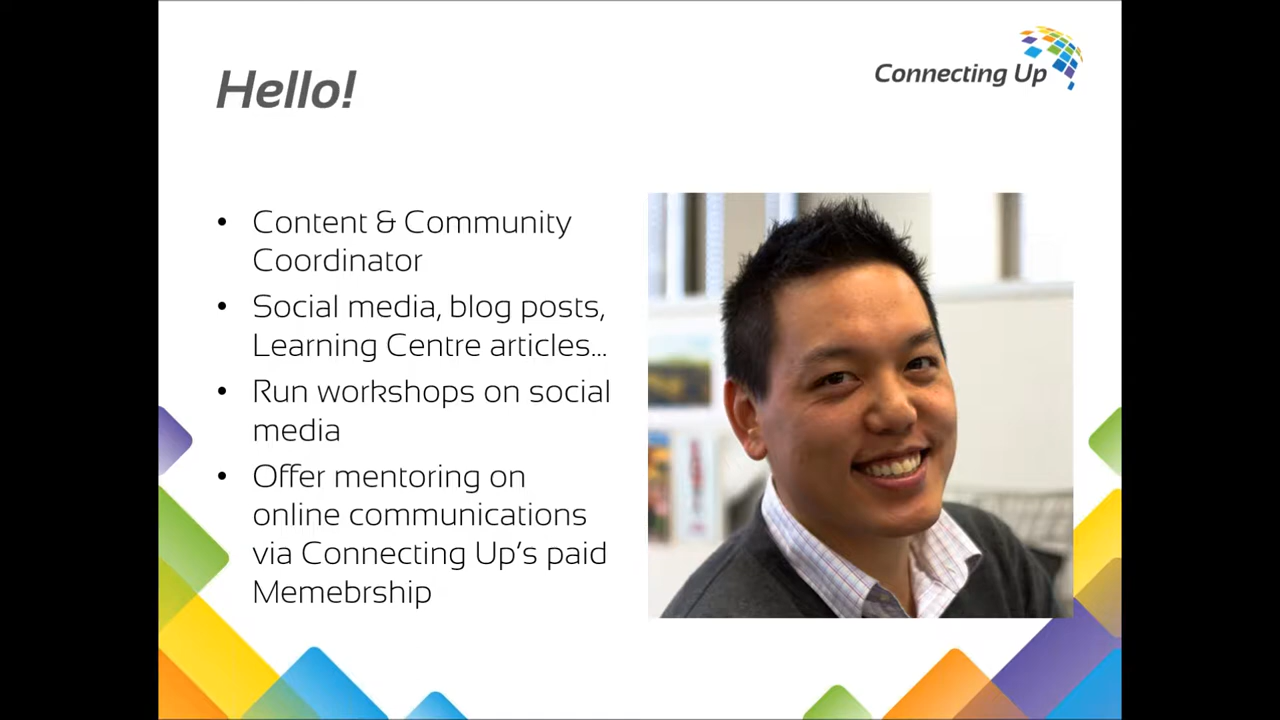 Hello!
Connecting Up
• Content & Community
Coordinator
• Social media, blog posts,
Learning Centre articles...
• Run workshops on social
media
• Offer mentoring on
online communications
via Connecting Up's paid
Memebrship